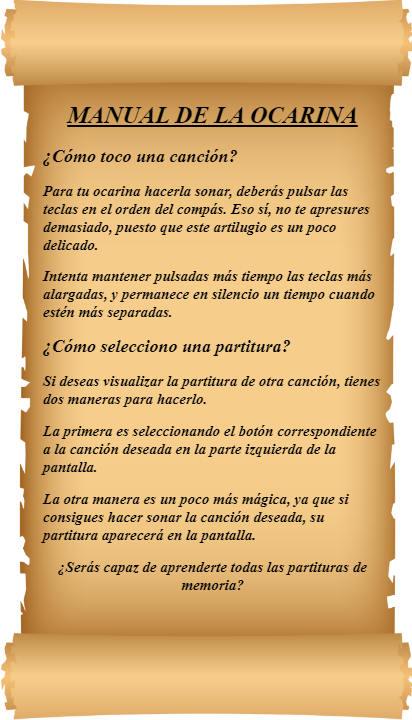 MANUAL DE LA OCARINA
¿Cómo toco una canción?
Para tu ocarina hacerla sonar, deberás pulsar las
teclas en el orden del compás. Eso sí, no te apresures
demasiado, puesto que este artilugio es un poco
delicado.
Intenta mantener pulsadas más tiempo las teclas más
alargadas, y permanece en silencio un tiempo cuando
estén más separadas.
¿Cómo selecciono una partitura?
Si deseas visualizar la partitura de otra canción, tienes
dos maneras para hacerlo.
La primera es seleccionando el botón correspondiente
a la canción deseada en la parte izquierda de la
pantalla.
La otra manera es un poco más mágica, ya que si
consigues hacer sonar la canción deseada, su
partitura aparecerá en la pantalla.
¿Serás capaz de aprenderte todas las partituras de
memoria?